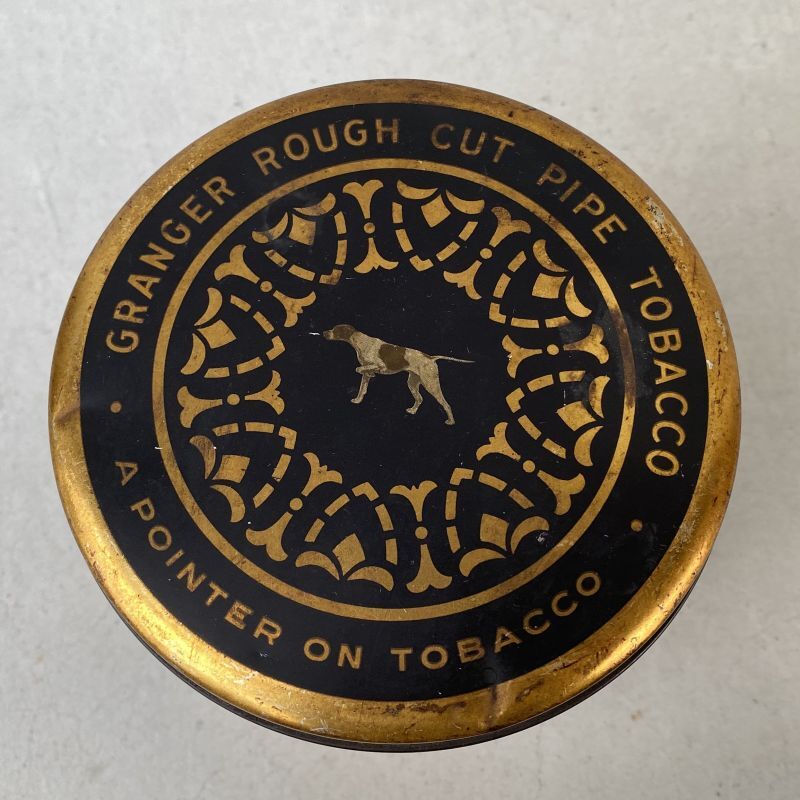 GRANGER ROUGH CUT PIPE TOBACCO
A POINTER ON TOBACCO